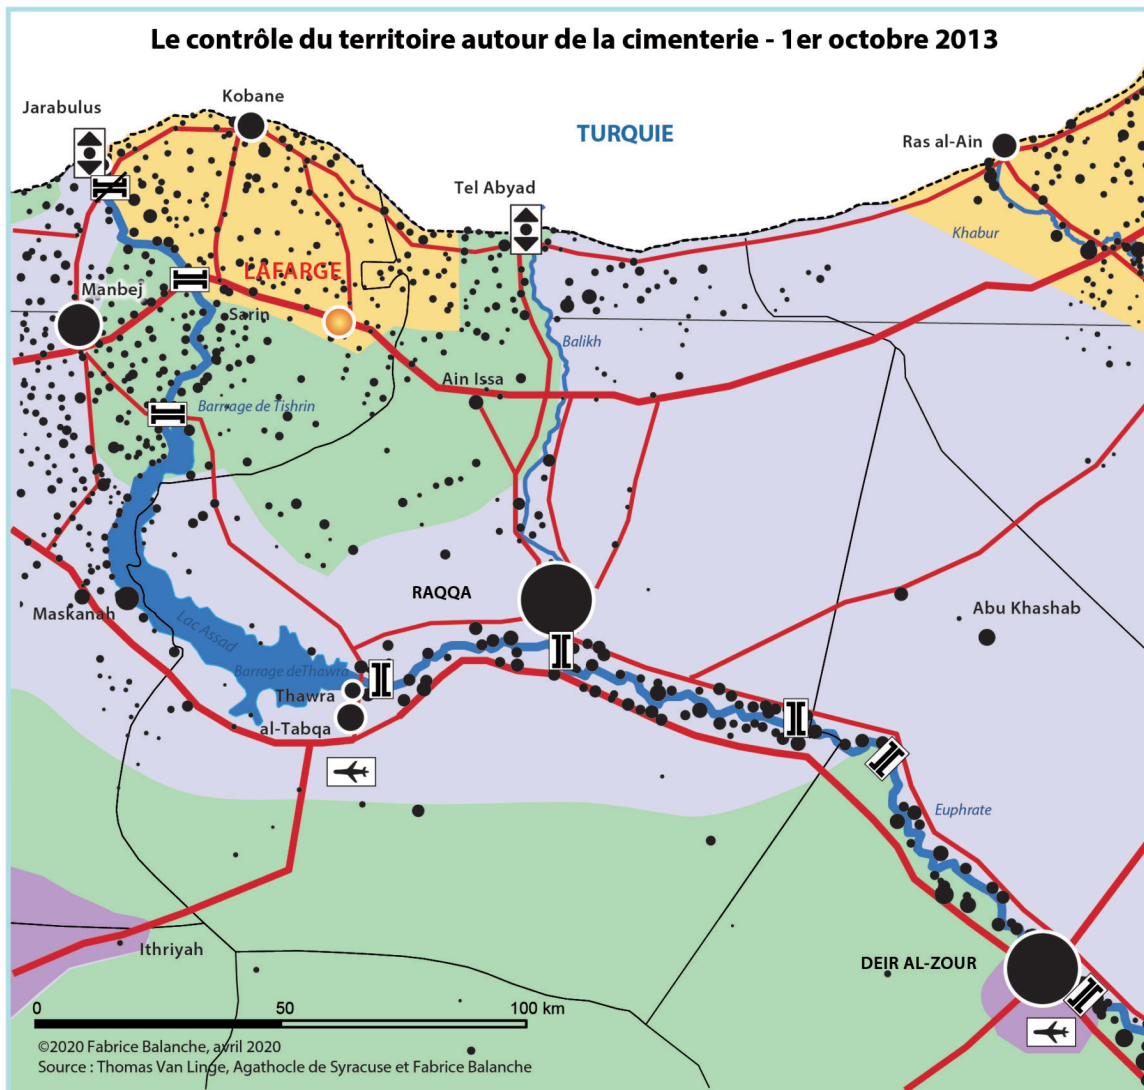 Le contrôle du territoire autour de la cimenterie - 1er octobre 2013
Kobane
Jarabulus
TURQUIE
Ras al-Ain
Tel Abyad
Khabur
LAFARGE
Manbej
Sarin
Balikh
Ain Issa
Barrrage de Tishrin
RAQQA
Abu Khashab
Maskanah
Lac Assad
Barrage deThawra
Thawra
al-Tabqa
Euphrate
Ithriyah
DEIR AL-ZOUR
0 50 100 km
©2020 Fabrice Balanche, avril 2020
Source : Thomas Van Linge, Agathocle de Syracuse et Fabrice Balanche